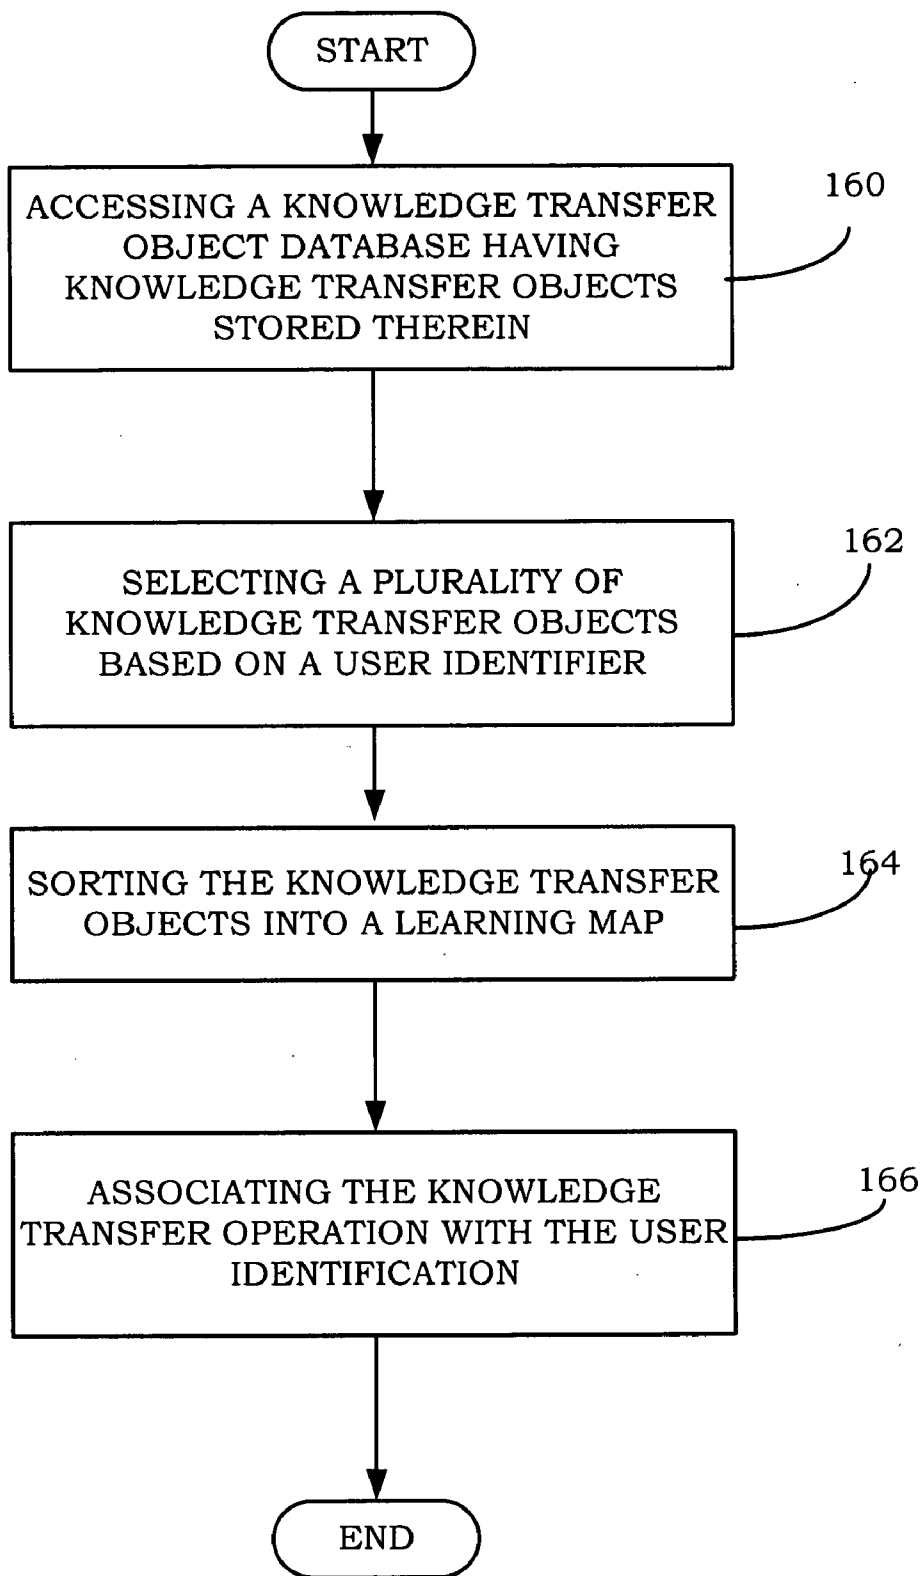 START
ACCESSING A KNOWLEDGE TRANSFER
OBJECT DATABASE HAVING
KNOWLEDGE TRANSFER OBJECTS
STORED THEREIN
160
SELECTING A PLURALITY OF
KNOWLEDGE TRANSFER OBJECTS
BASED ON A USER IDENTIFIER
162
SORTING THE KNOWLEDGE TRANSFER
OBJECTS INTO A LEARNING MAP
164
ASSOCIATING THE KNOWLEDGE
TRANSFER OPERATION WITH THE USER
IDENTIFICATION
166
END